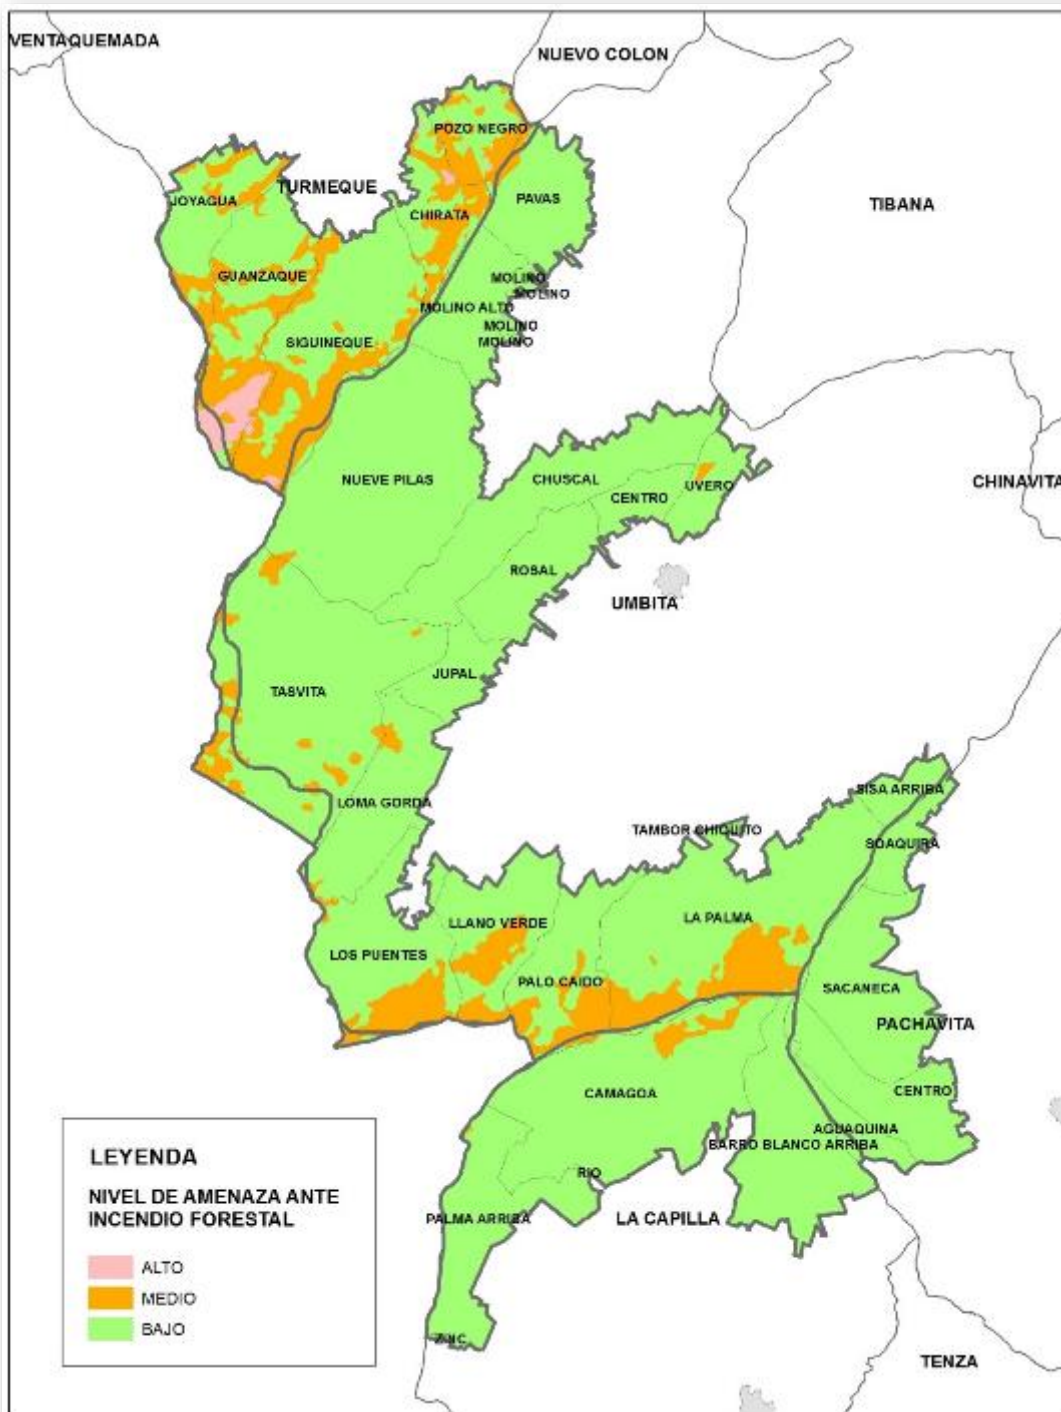 VENTAQUEMADA
NUEVO COLON
POZO NEGRO
TURMEQUE
JOYAGUA
PAVAS
TIBANA
CHIRATA
GUANZAQUE
MOLINO
MOLINO
MOLINO ALTO
MOLINO
MOLINO
SIGUINEQUE
NUEVE PILAS
CHUSCAL
CHINAVITA
UVERO
CENTRO
ROSAL
UMBITA
JUPAL
TASVITA
SISA ARRIBA
LOMA GORDA
TAMBOR CHIQUITO
SOAQUIRA
LA PALMA
LLANO VERDE
LOS PUENTES
PALO CAIDO
SACANECA
PACHAVITA
CAMAGOA
CENTRO
AGUAQUINA
BARRO BLANCO ARRIBA
RIO
PALMA ARRIBA
LA CAPILLA
ZINC
TENZA
LEYENDA
NIVEL DE AMENAZA ANTE
INCENDIO FORESTAL
ALTO
MEDIO
BAJO